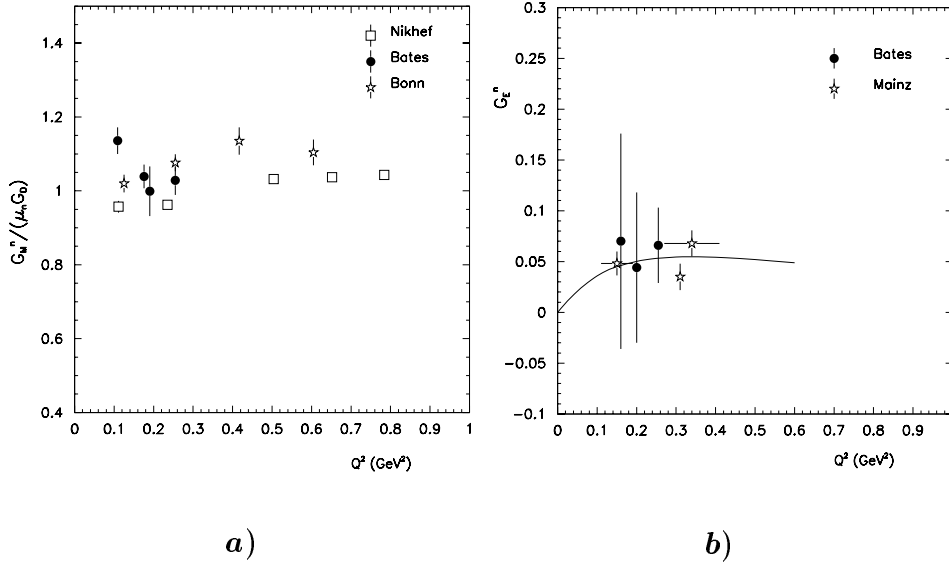 G_M^n/(μ_nG_D)
1.4
1.2
1
0.8
0.6
0.4
Nikhef
Bates
Bonn
0 0.1 0.2 0.3 0.4 0.5 0.6 0.7 0.8 0.9 1
Q² (GeV²)
a)
G_E^n
0.3
0.25
0.2
0.15
0.1
0.05
0
−0.05
−0.1
Bates
Mainz
0 0.1 0.2 0.3 0.4 0.5 0.6 0.7 0.8 0.9
Q² (GeV²)
b)